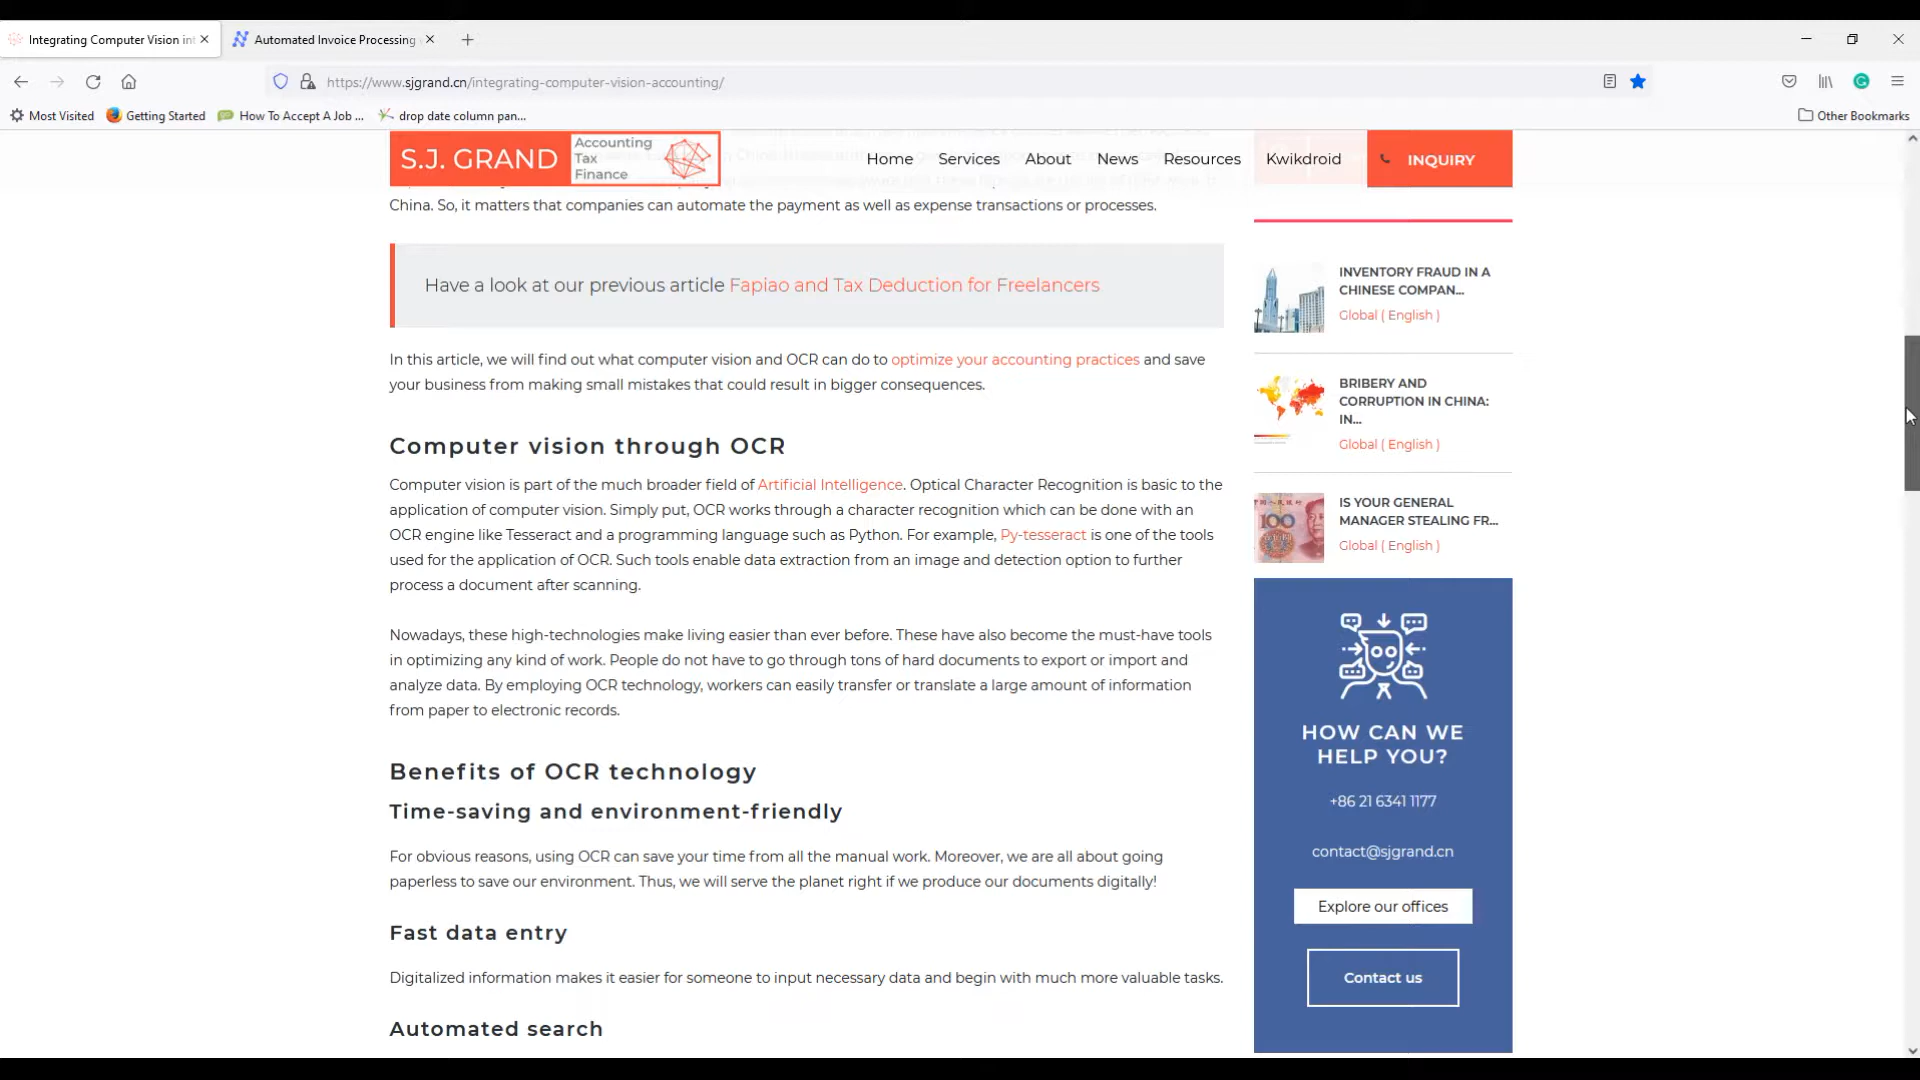 Integrating Computer Vision in
Automated Invoice Processing
https://www.sjgrand.cn/integrating-computer-vision-accounting/
Most Visited
Getting Started
How To Accept A Job ...
drop date column pan...
Other Bookmarks
S.J. GRAND
Accounting
Tax
Finance
Home
Services
About
News
Resources
Kwikdroid
INQUIRY
China. So, it matters that companies can automate the payment as well as expense transactions or processes.
Have a look at our previous article Fapiao and Tax Deduction for Freelancers
In this article, we will find out what computer vision and OCR can do to optimize your accounting practices and save
your business from making small mistakes that could result in bigger consequences.
Computer vision through OCR
Computer vision is part of the much broader field of Artificial Intelligence. Optical Character Recognition is basic to the
application of computer vision. Simply put, OCR works through a character recognition which can be done with an
OCR engine like Tesseract and a programming language such as Python. For example, Py-tesseract is one of the tools
used for the application of OCR. Such tools enable data extraction from an image and detection option to further
process a document after scanning.
Nowadays, these high-technologies make living easier than ever before. These have also become the must-have tools
in optimizing any kind of work. People do not have to go through tons of hard documents to export or import and
analyze data. By employing OCR technology, workers can easily transfer or translate a large amount of information
from paper to electronic records.
Benefits of OCR technology
Time-saving and environment-friendly
For obvious reasons, using OCR can save your time from all the manual work. Moreover, we are all about going
paperless to save our environment. Thus, we will serve the planet right if we produce our documents digitally!
Fast data entry
Digitalized information makes it easier for someone to input necessary data and begin with much more valuable tasks.
Automated search
INVENTORY FRAUD IN A
CHINESE COMPAN...
Global ( English )
BRIBERY AND
CORRUPTION IN CHINA:
IN...
Global ( English )
100
IS YOUR GENERAL
MANAGER STEALING FR...
Global ( English )
HOW CAN WE
HELP YOU?
+86 21 6341 1177
contact@sjgrand.cn
Explore our offices
Contact us